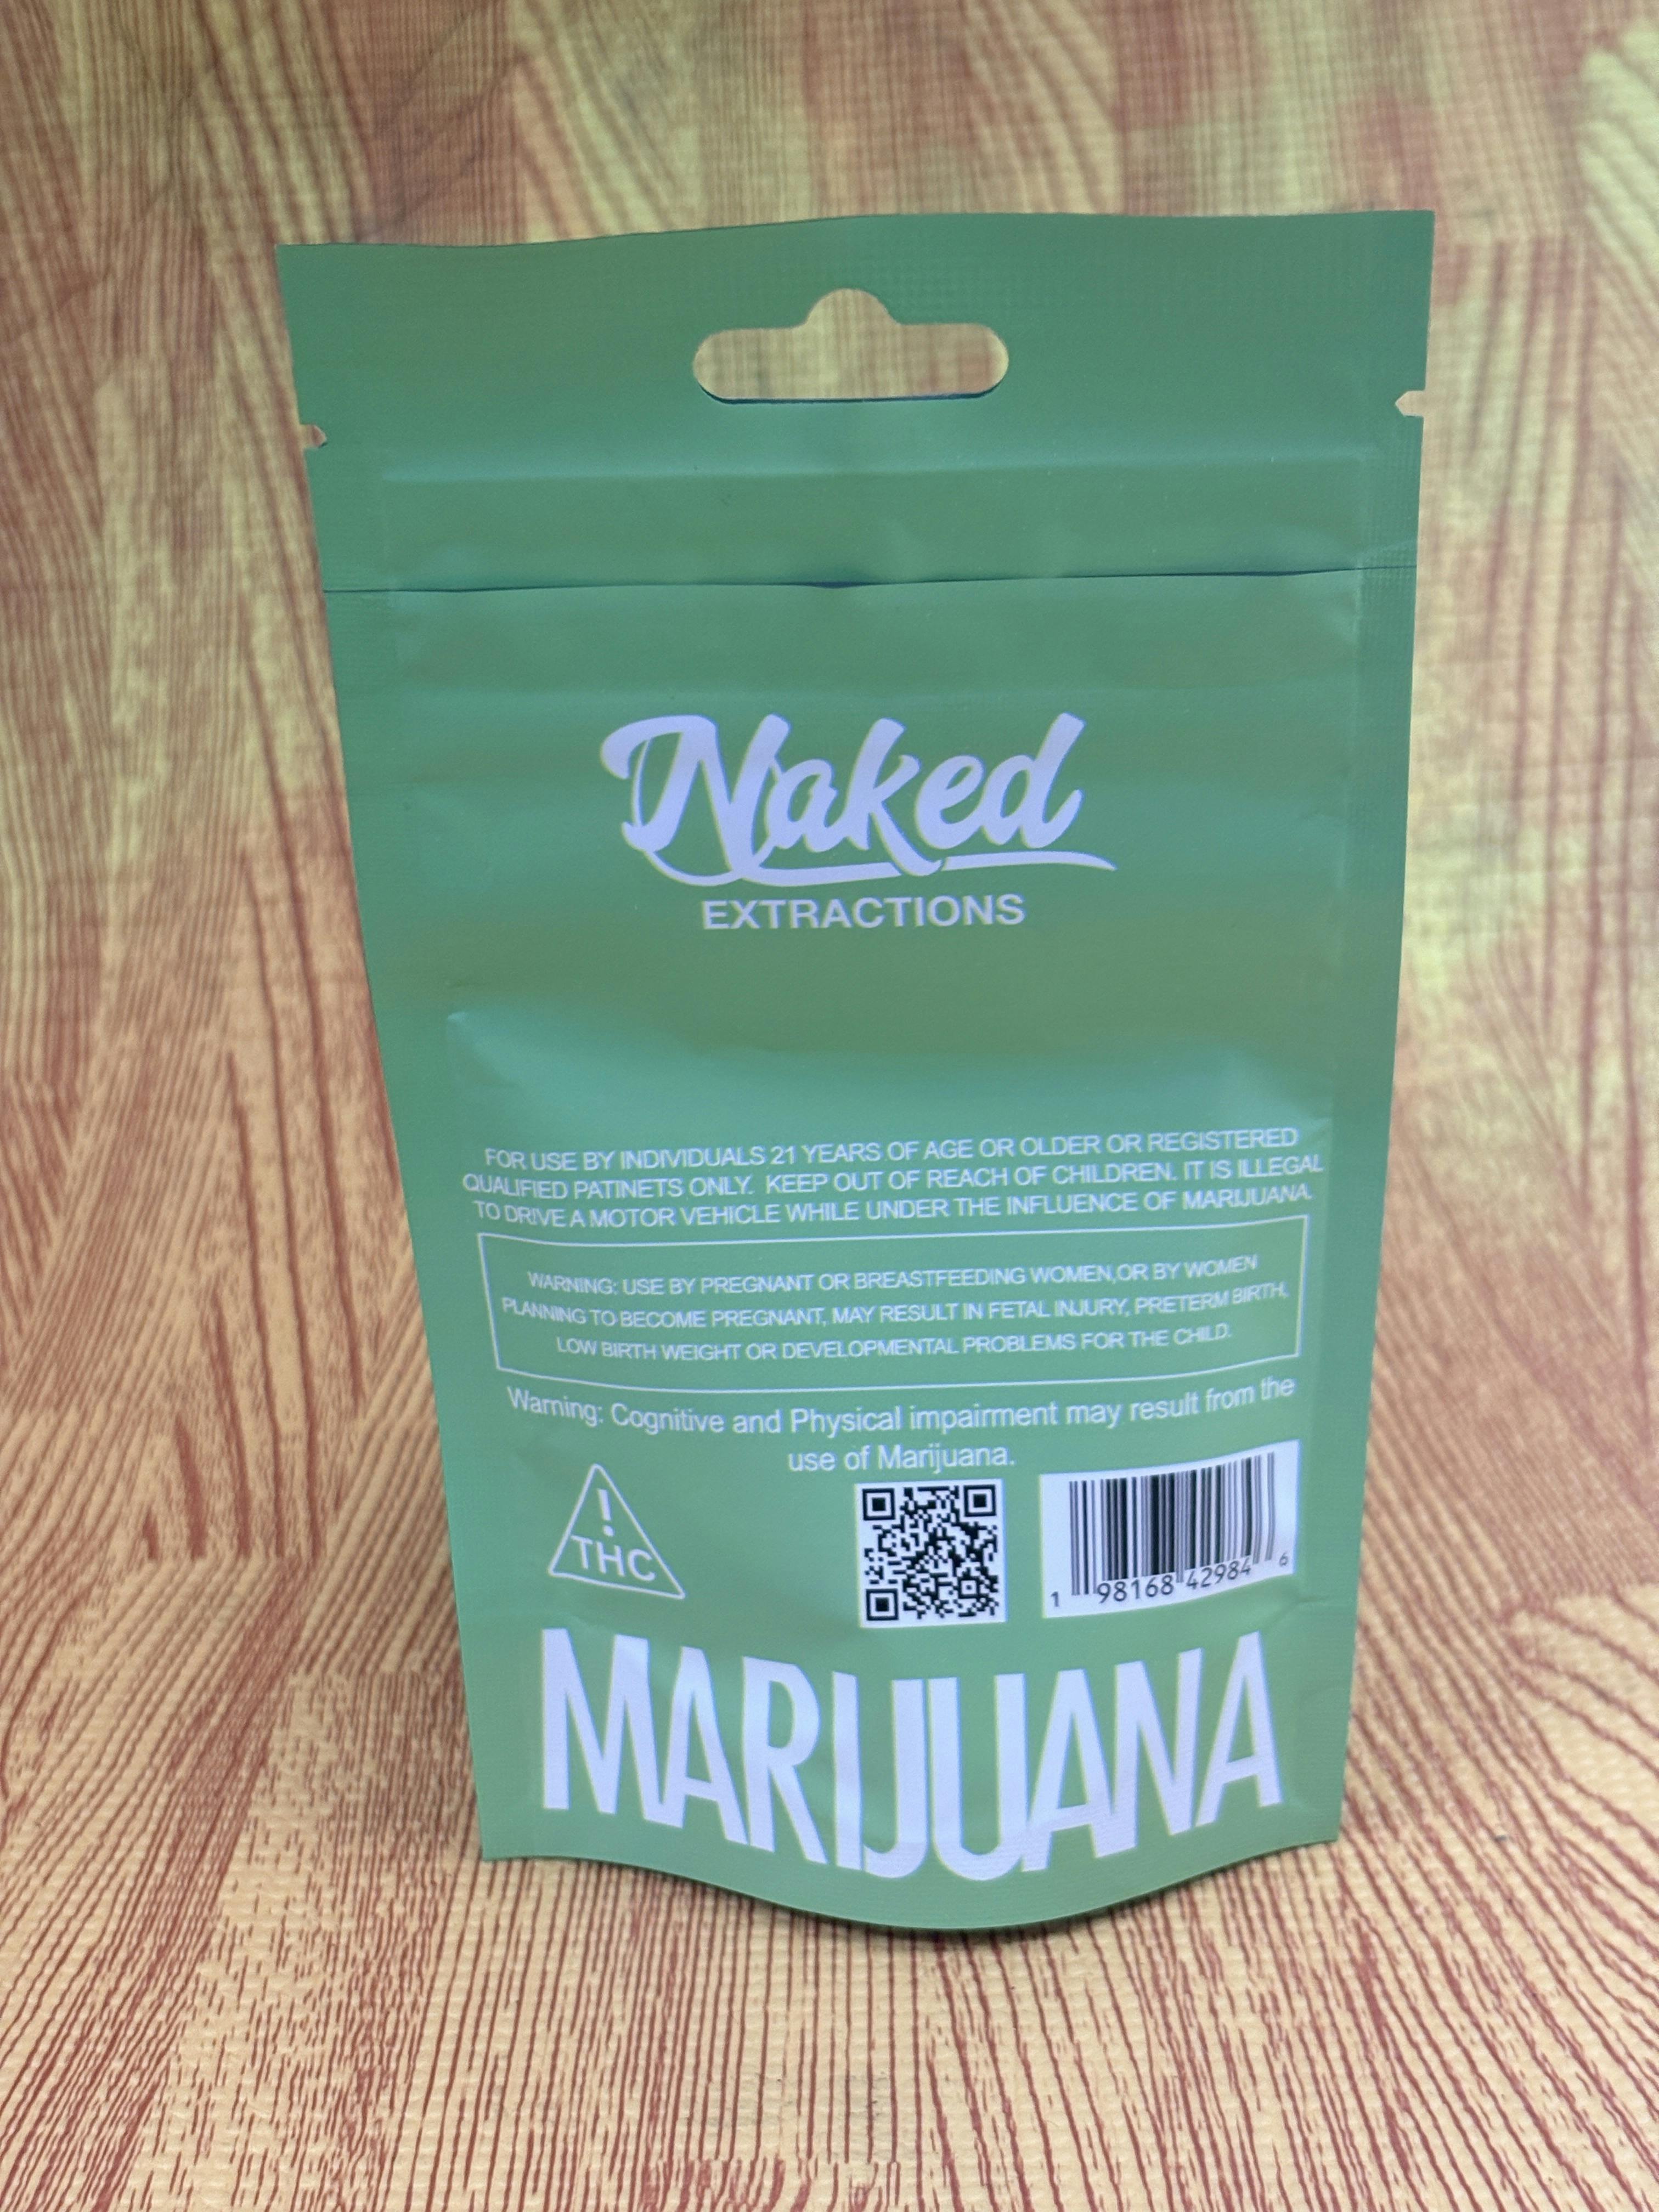 Naked
EXTRACTIONS
FOR USE BY INDIVIDUALS 21 YEARS OF AGE OR OLDER OR REGISTERED
QUALIFIED PATINETS ONLY. KEEP OUT OF REACH OF CHILDREN. IT IS ILLEGAL
TO DRIVE A MOTOR VEHICLE WHILE UNDER THE INFLUENCE OF MARIJUANA.
WARNING: USE BY PREGNANT OR BREASTFEEDING WOMEN,OR BY WOMEN
PLANNING TO BECOME PREGNANT, MAY RESULT IN FETAL INJURY, PRETERM BIRTH,
LOW BIRTH WEIGHT OR DEVELOPMENTAL PROBLEMS FOR THE CHILD.
Warning: Cognitive and Physical impairment may result from the
use of Marijuana.
!
THC
1 98168 42984 6
MARIJUANA